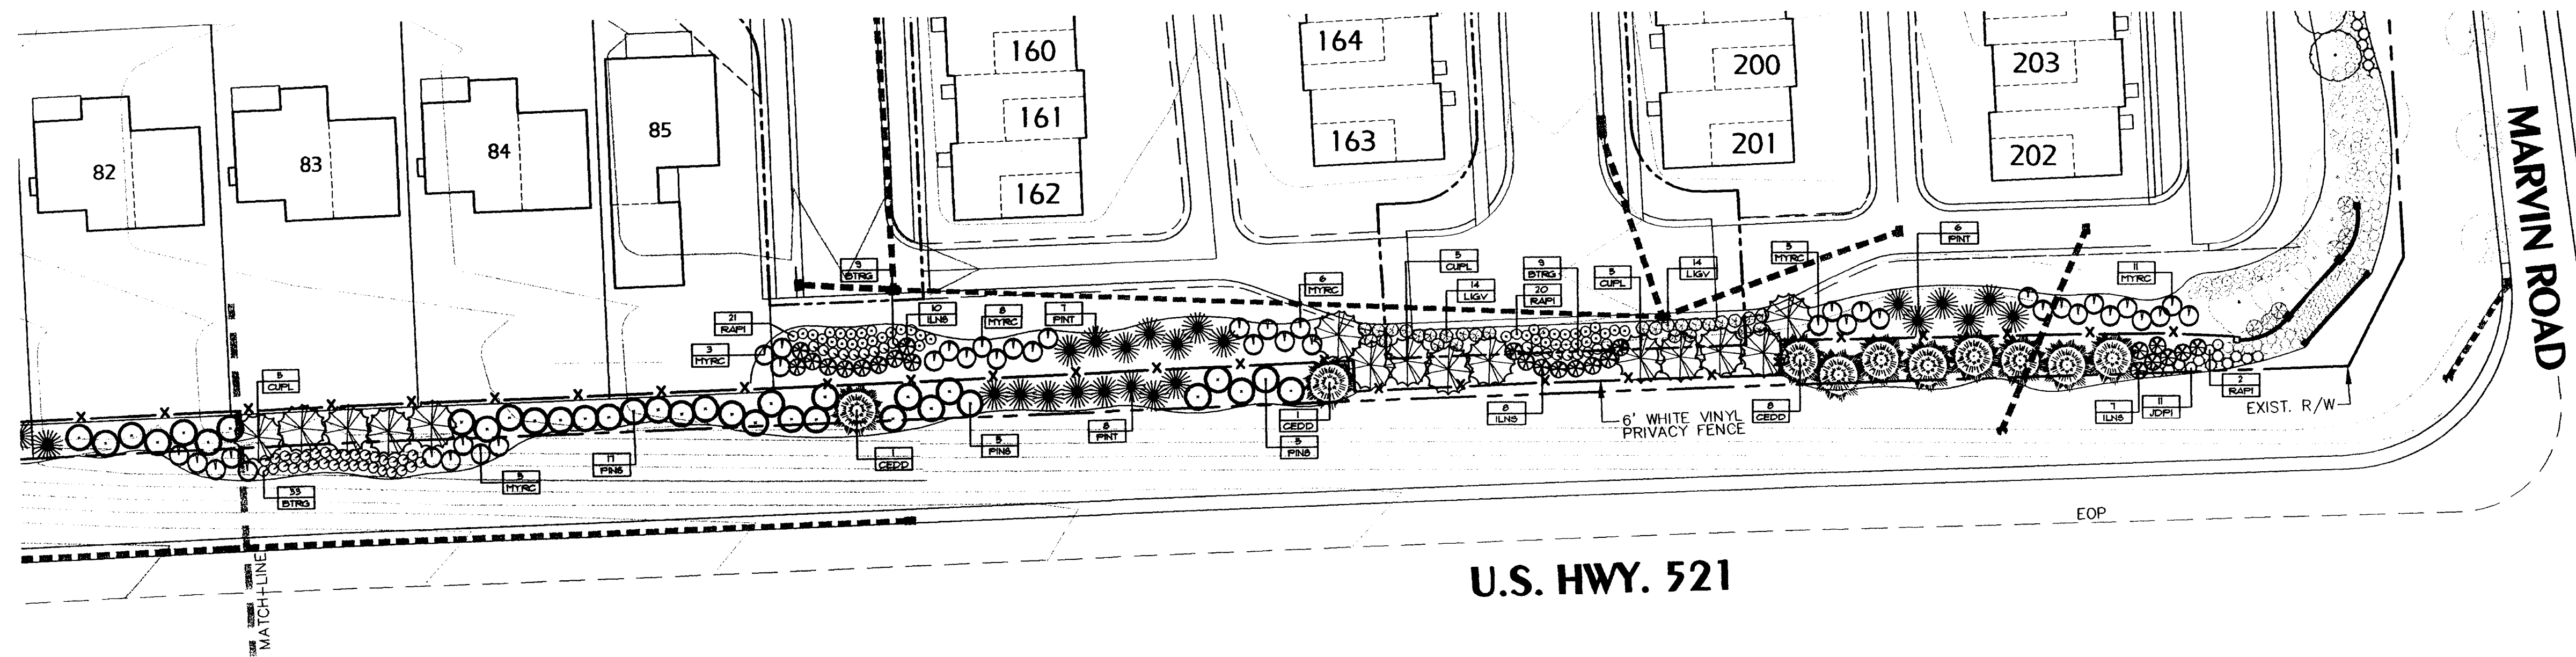 160
161
162
164
163
200
201
203
202
82
83
84
85
MARVIN ROAD
9
BTRG
21
RAPI
3
MYRC
10
ILNS
8
MYRC
7
PINT
6
MYRC
5
CUPL
14
LIGV
9
BTRG
20
RAPI
5
CUPL
14
LIGV
3
MYRC
6
PINT
11
MYRC
5
CUPL
33
BTRG
MYRC
PINS
1
CEDD
5
PINS
8
PINT
1
CEDD
5
PINS
8
ILNS
6' WHITE VINYL
PRIVACY FENCE
8
CEDD
7
ILNS
11
JDPI
2
RAPI
EXIST. R/W
EOP
MATCH-LINE
U.S. HWY. 521